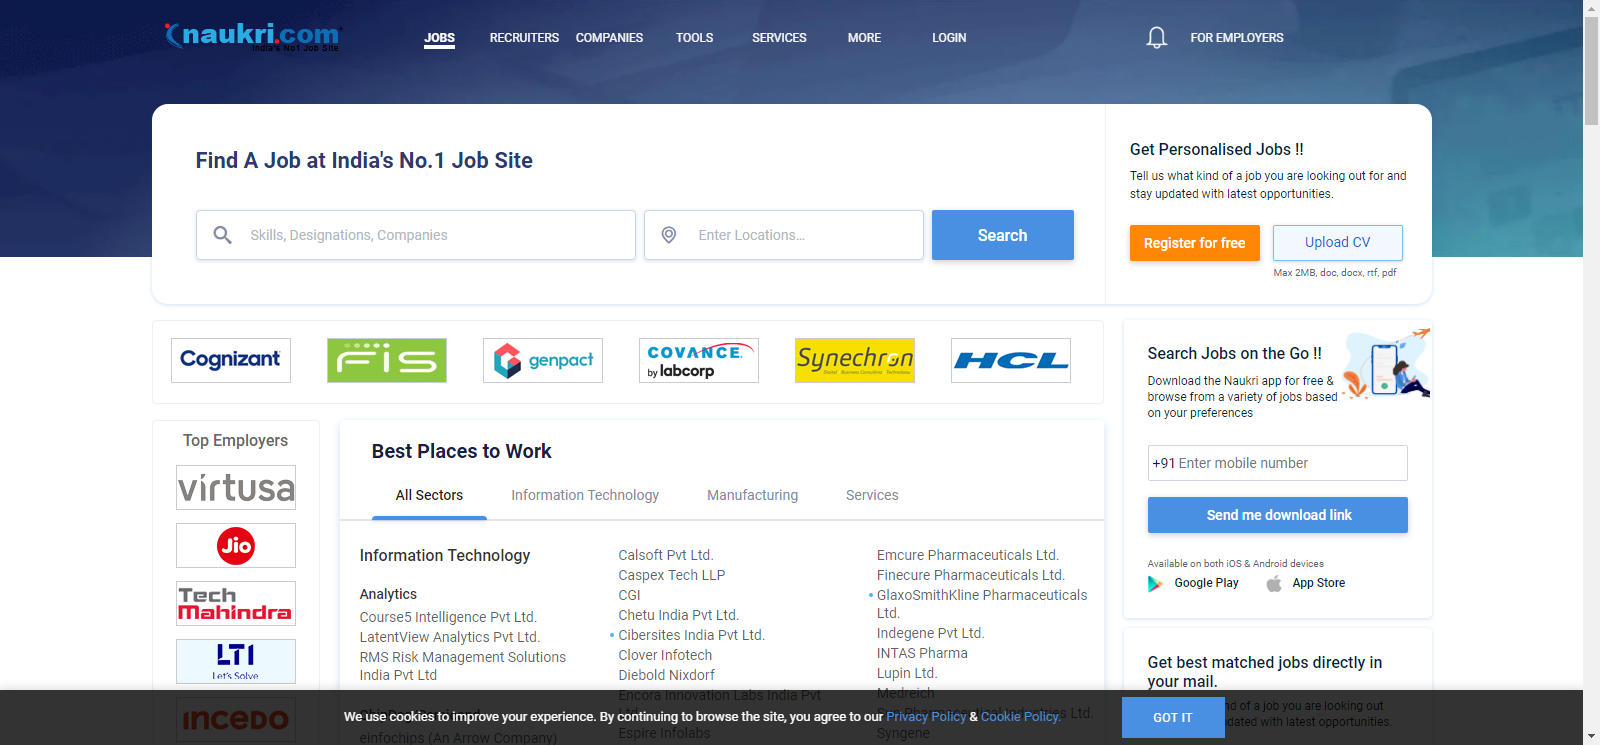 naukri.com
India's No1 Job Site
JOBS
RECRUITERS
COMPANIES
TOOLS
SERVICES
MORE
LOGIN
FOR EMPLOYERS
Find A Job at India's No.1 Job Site
Skills, Designations, Companies
Enter Locations...
Search
Get Personalised Jobs !!
Tell us what kind of a job you are looking out for and
stay updated with latest opportunities.
Register for free
Upload CV
Max 2MB, doc, docx, rtf, pdf
Cognizant
FIS
genpact
COVANCE
by labcorp
Synechron
Digital Business Consulting Technology
HCL
Search Jobs on the Go !!
Download the Naukri app for free &
browse from a variety of jobs based
on your preferences
+91 Enter mobile number
Send me download link
Available on both iOS & Android devices
Google Play
App Store
Top Employers
virtusa
Jio
Tech
Mahindra
LTI
Let's Solve
INCEDO
Best Places to Work
All Sectors
Information Technology
Manufacturing
Services
Information Technology
Analytics
Course5 Intelligence Pvt Ltd.
LatentView Analytics Pvt Ltd.
RMS Risk Management Solutions
India Pvt Ltd
einfochips (An Arrow Company)
Calsoft Pvt Ltd.
Caspex Tech LLP
CGI
Chetu India Pvt Ltd.
Cibersites India Pvt Ltd.
Clover Infotech
Diebold Nixdorf
Encora Innovation Labs India Pvt
Espire Infolabs
Emcure Pharmaceuticals Ltd.
Finecure Pharmaceuticals Ltd.
GlaxoSmithKline Pharmaceuticals
Ltd.
Indegene Pvt Ltd.
INTAS Pharma
Lupin Ltd.
Medreich
Sun Pharmaceutical Industries Ltd.
Syngene
Get best matched jobs directly in
your mail.
nd of a job you are looking out
dated with latest opportunities.
We use cookies to improve your experience. By continuing to browse the site, you agree to our Privacy Policy & Cookie Policy.
GOT IT